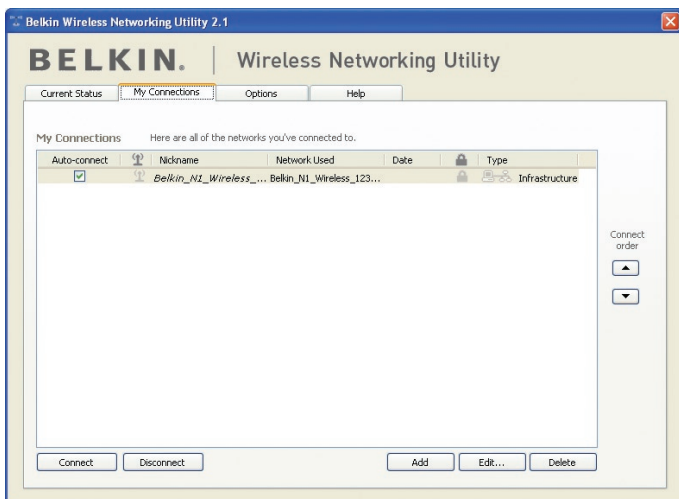 Belkin Wireless Networking Utility 2.1
BELKIN. | Wireless Networking Utility
Current Status My Connections Options Help
My Connections Here are all of the networks you've connected to.
Auto-connect Nickname Network Used Date Type
Belkin_N1_Wireless_... Belkin_N1_Wireless_123... Infrastructure
Connect
order
Connect Disconnect Add Edit... Delete